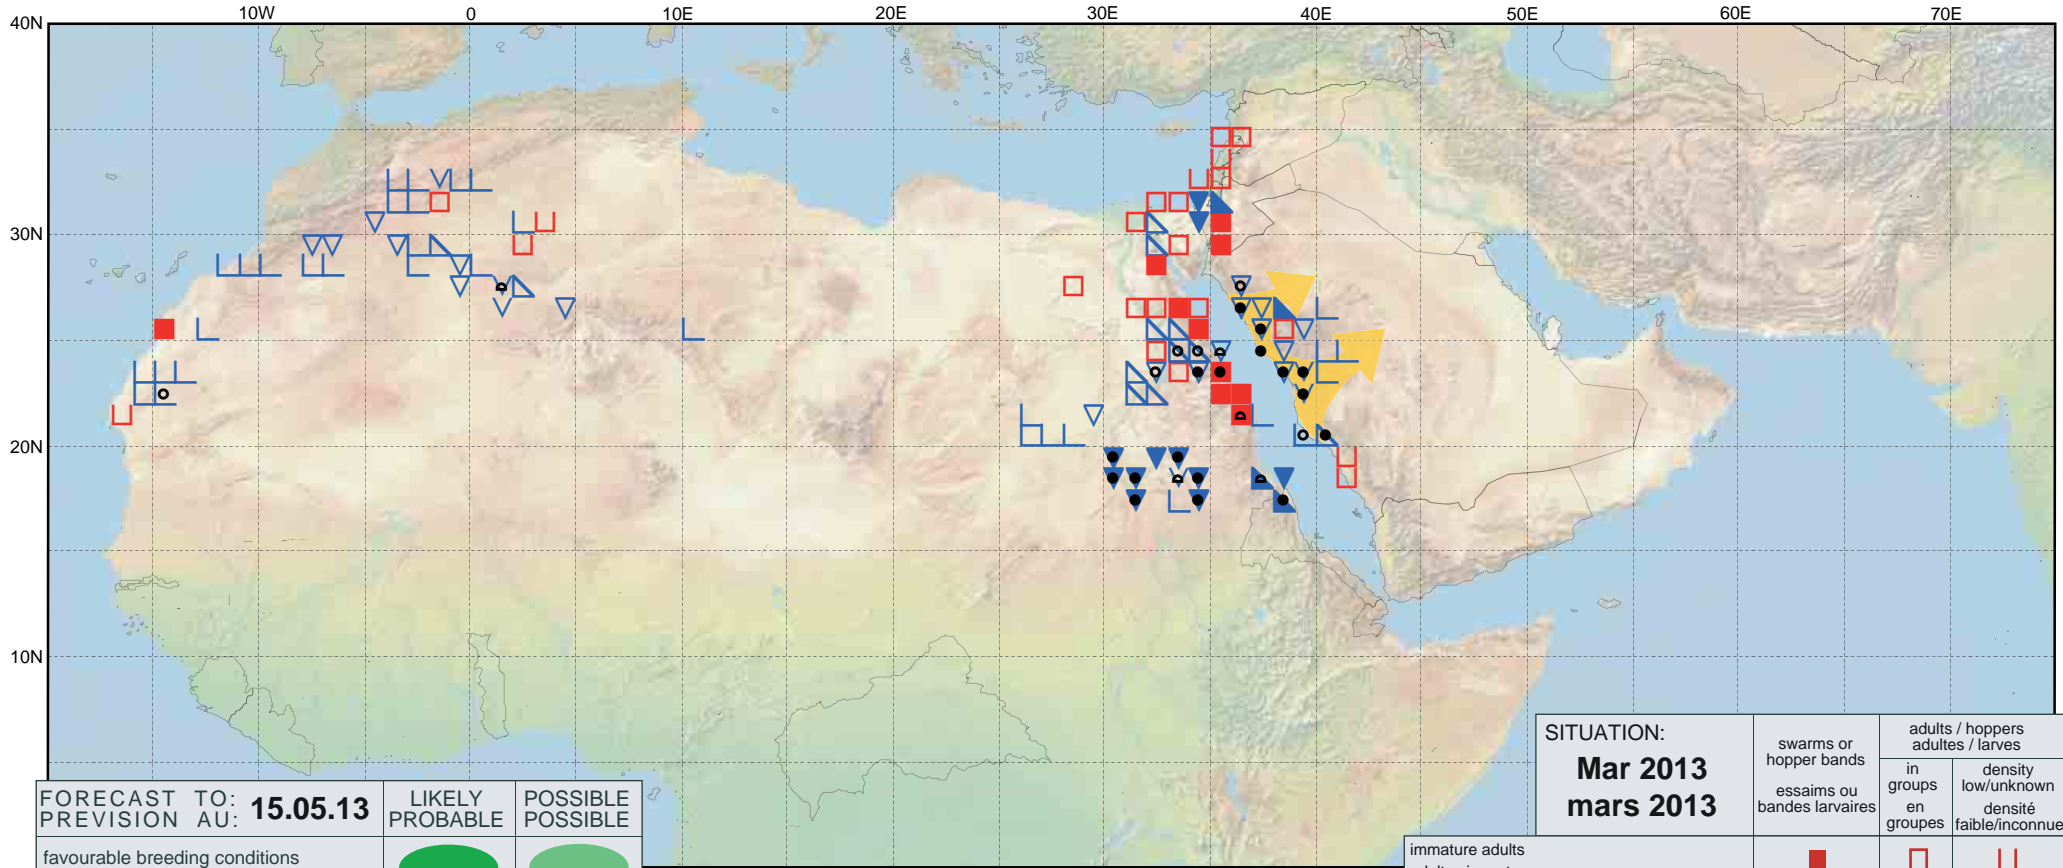 10W 0 10E 20E 30E 40E 50E 60E 70E
40N
30N
20N
10N
FORECAST TO: 15.05.13
PREVISION AU:
LIKELY
PROBABLE
POSSIBLE
POSSIBLE
favourable breeding conditions
SITUATION:
Mar 2013
mars 2013
swarms or
hopper bands
essaims ou
bandes larvaires
adults / hoppers
adultes / larves
in
groups
en
groupes
density
low/unknown
densité
faible/inconnue
immature adults